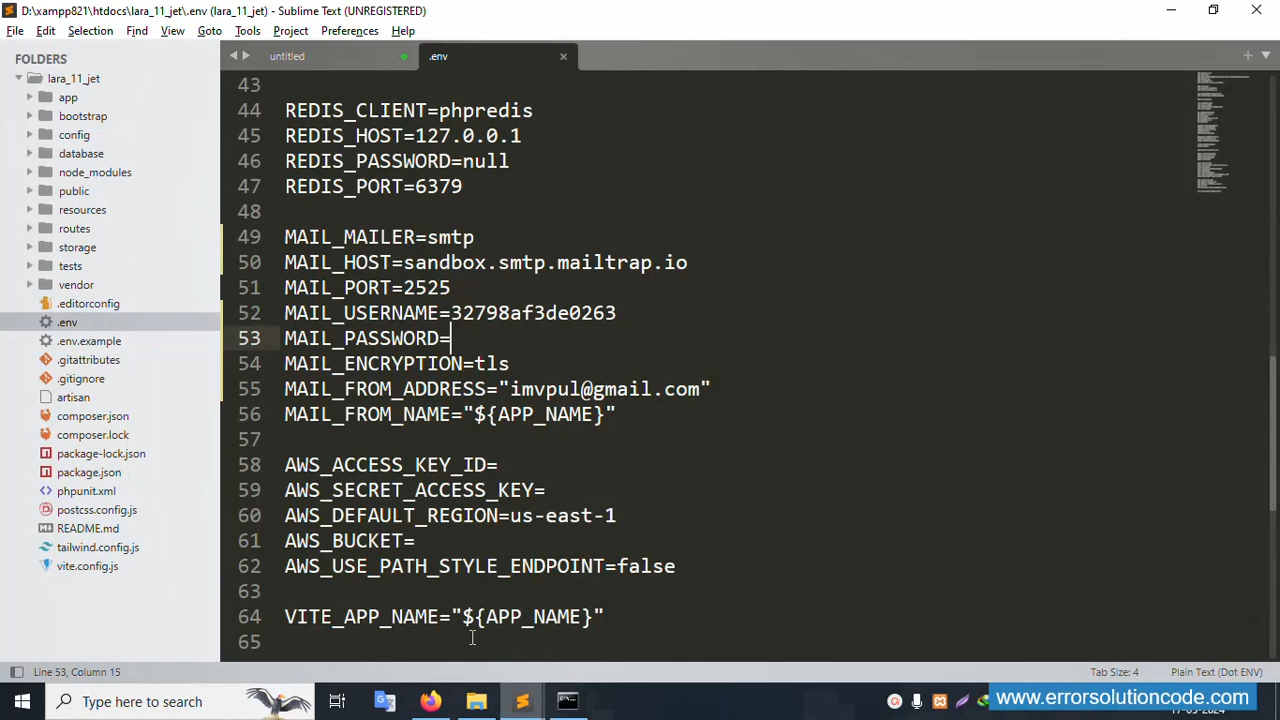 D:\xampp821\htdocs\lara_11_jet\.env (lara_11_jet) - Sublime Text (UNREGISTERED)
File Edit Selection Find View Goto Tools Project Preferences Help
FOLDERS
lara_11_jet
app
bootstrap
config
database
node_modules
public
resources
routes
storage
tests
vendor
.editorconfig
.env
.env.example
.gitattributes
.gitignore
artisan
composer.json
composer.lock
package-lock.json
package.json
phpunit.xml
postcss.config.js
README.md
tailwind.config.js
vite.config.js
untitled
.env
43
44 REDIS_CLIENT=phpredis
45 REDIS_HOST=127.0.0.1
46 REDIS_PASSWORD=null
47 REDIS_PORT=6379
48
49 MAIL_MAILER=smtp
50 MAIL_HOST=sandbox.smtp.mailtrap.io
51 MAIL_PORT=2525
52 MAIL_USERNAME=32798af3de0263
53 MAIL_PASSWORD=
54 MAIL_ENCRYPTION=tls
55 MAIL_FROM_ADDRESS="imvpul@gmail.com"
56 MAIL_FROM_NAME="${APP_NAME}"
57
58 AWS_ACCESS_KEY_ID=
59 AWS_SECRET_ACCESS_KEY=
60 AWS_DEFAULT_REGION=us-east-1
61 AWS_BUCKET=
62 AWS_USE_PATH_STYLE_ENDPOINT=false
63
64 VITE_APP_NAME="${APP_NAME}"
65
Line 53, Column 15
Tab Size: 4
Plain Text (Dot ENV)
Type here to search
www.errorsolutioncode.com